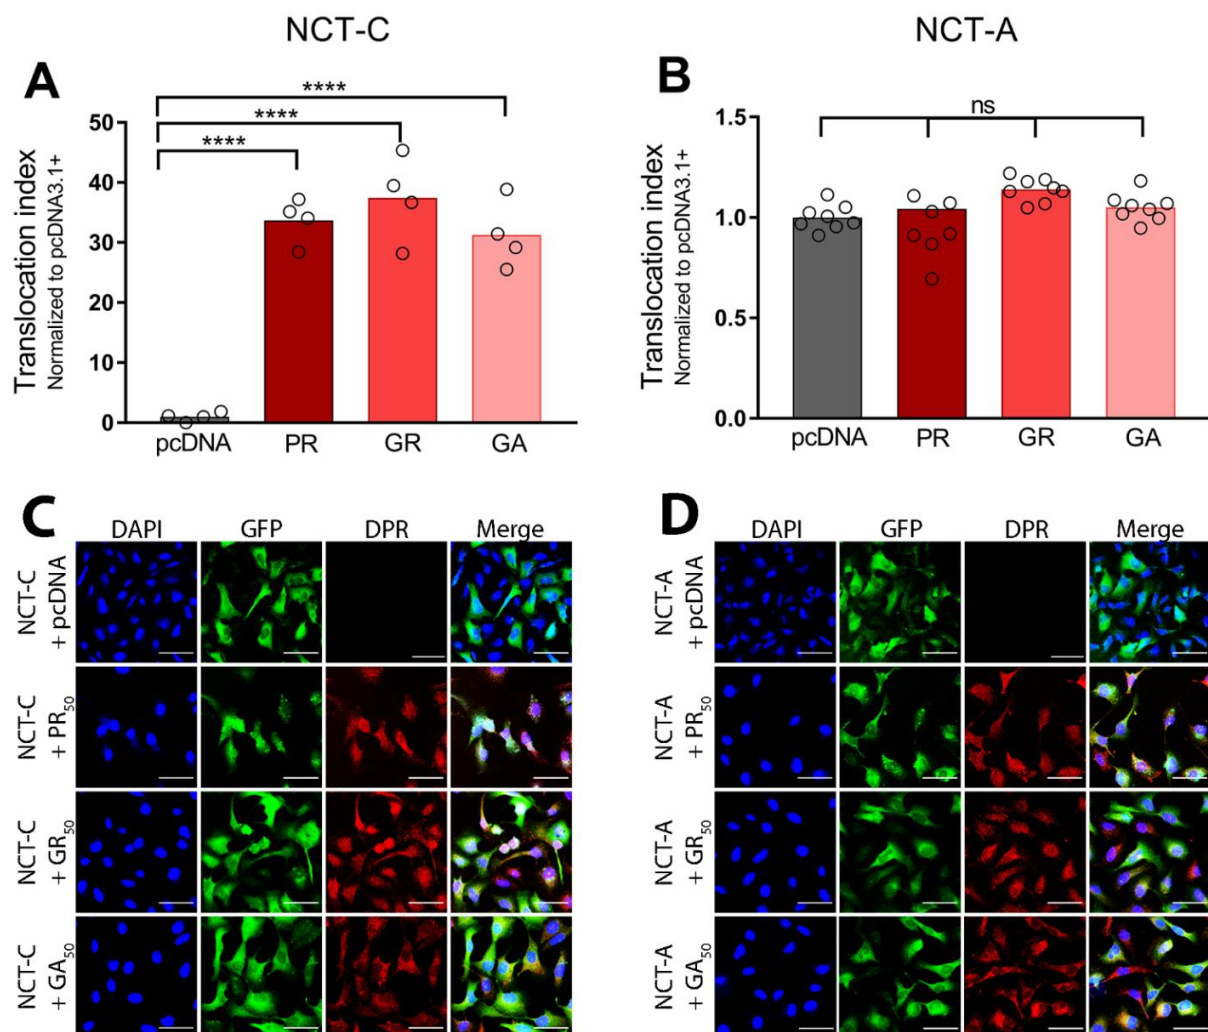 NCT-C
NCT-A
A
Translocation index
Normalized to pcDNA3.1+
50
40
30
20
10
0
****
****
****
pcDNA
PR
GR
GA
B
Translocation index
Normalized to pcDNA3.1+
1.5
1.0
0.5
0.0
ns
pcDNA
PR
GR
GA
C
DAPI
GFP
DPR
Merge
NCT-C
+ pcDNA
NCT-C
+ PR50
NCT-C
+ GR50
NCT-C
+ GA50
D
DAPI
GFP
DPR
Merge
NCT-A
+ pcDNA
NCT-A
+ PR50
NCT-A
+ GR50
NCT-A
+ GA50